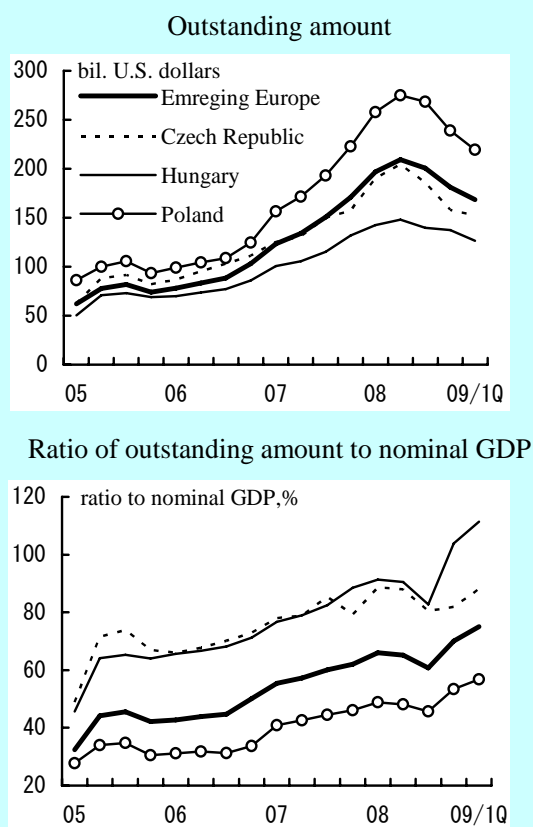 Outstanding amount
bil. U.S. dollars
300
250
200
150
100
50
0
Emreging Europe
Czech Republic
Hungary
Poland
05 06 07 08 09/1Q
Ratio of outstanding amount to nominal GDP
ratio to nominal GDP,%
120
100
80
60
40
20
05 06 07 08 09/1Q